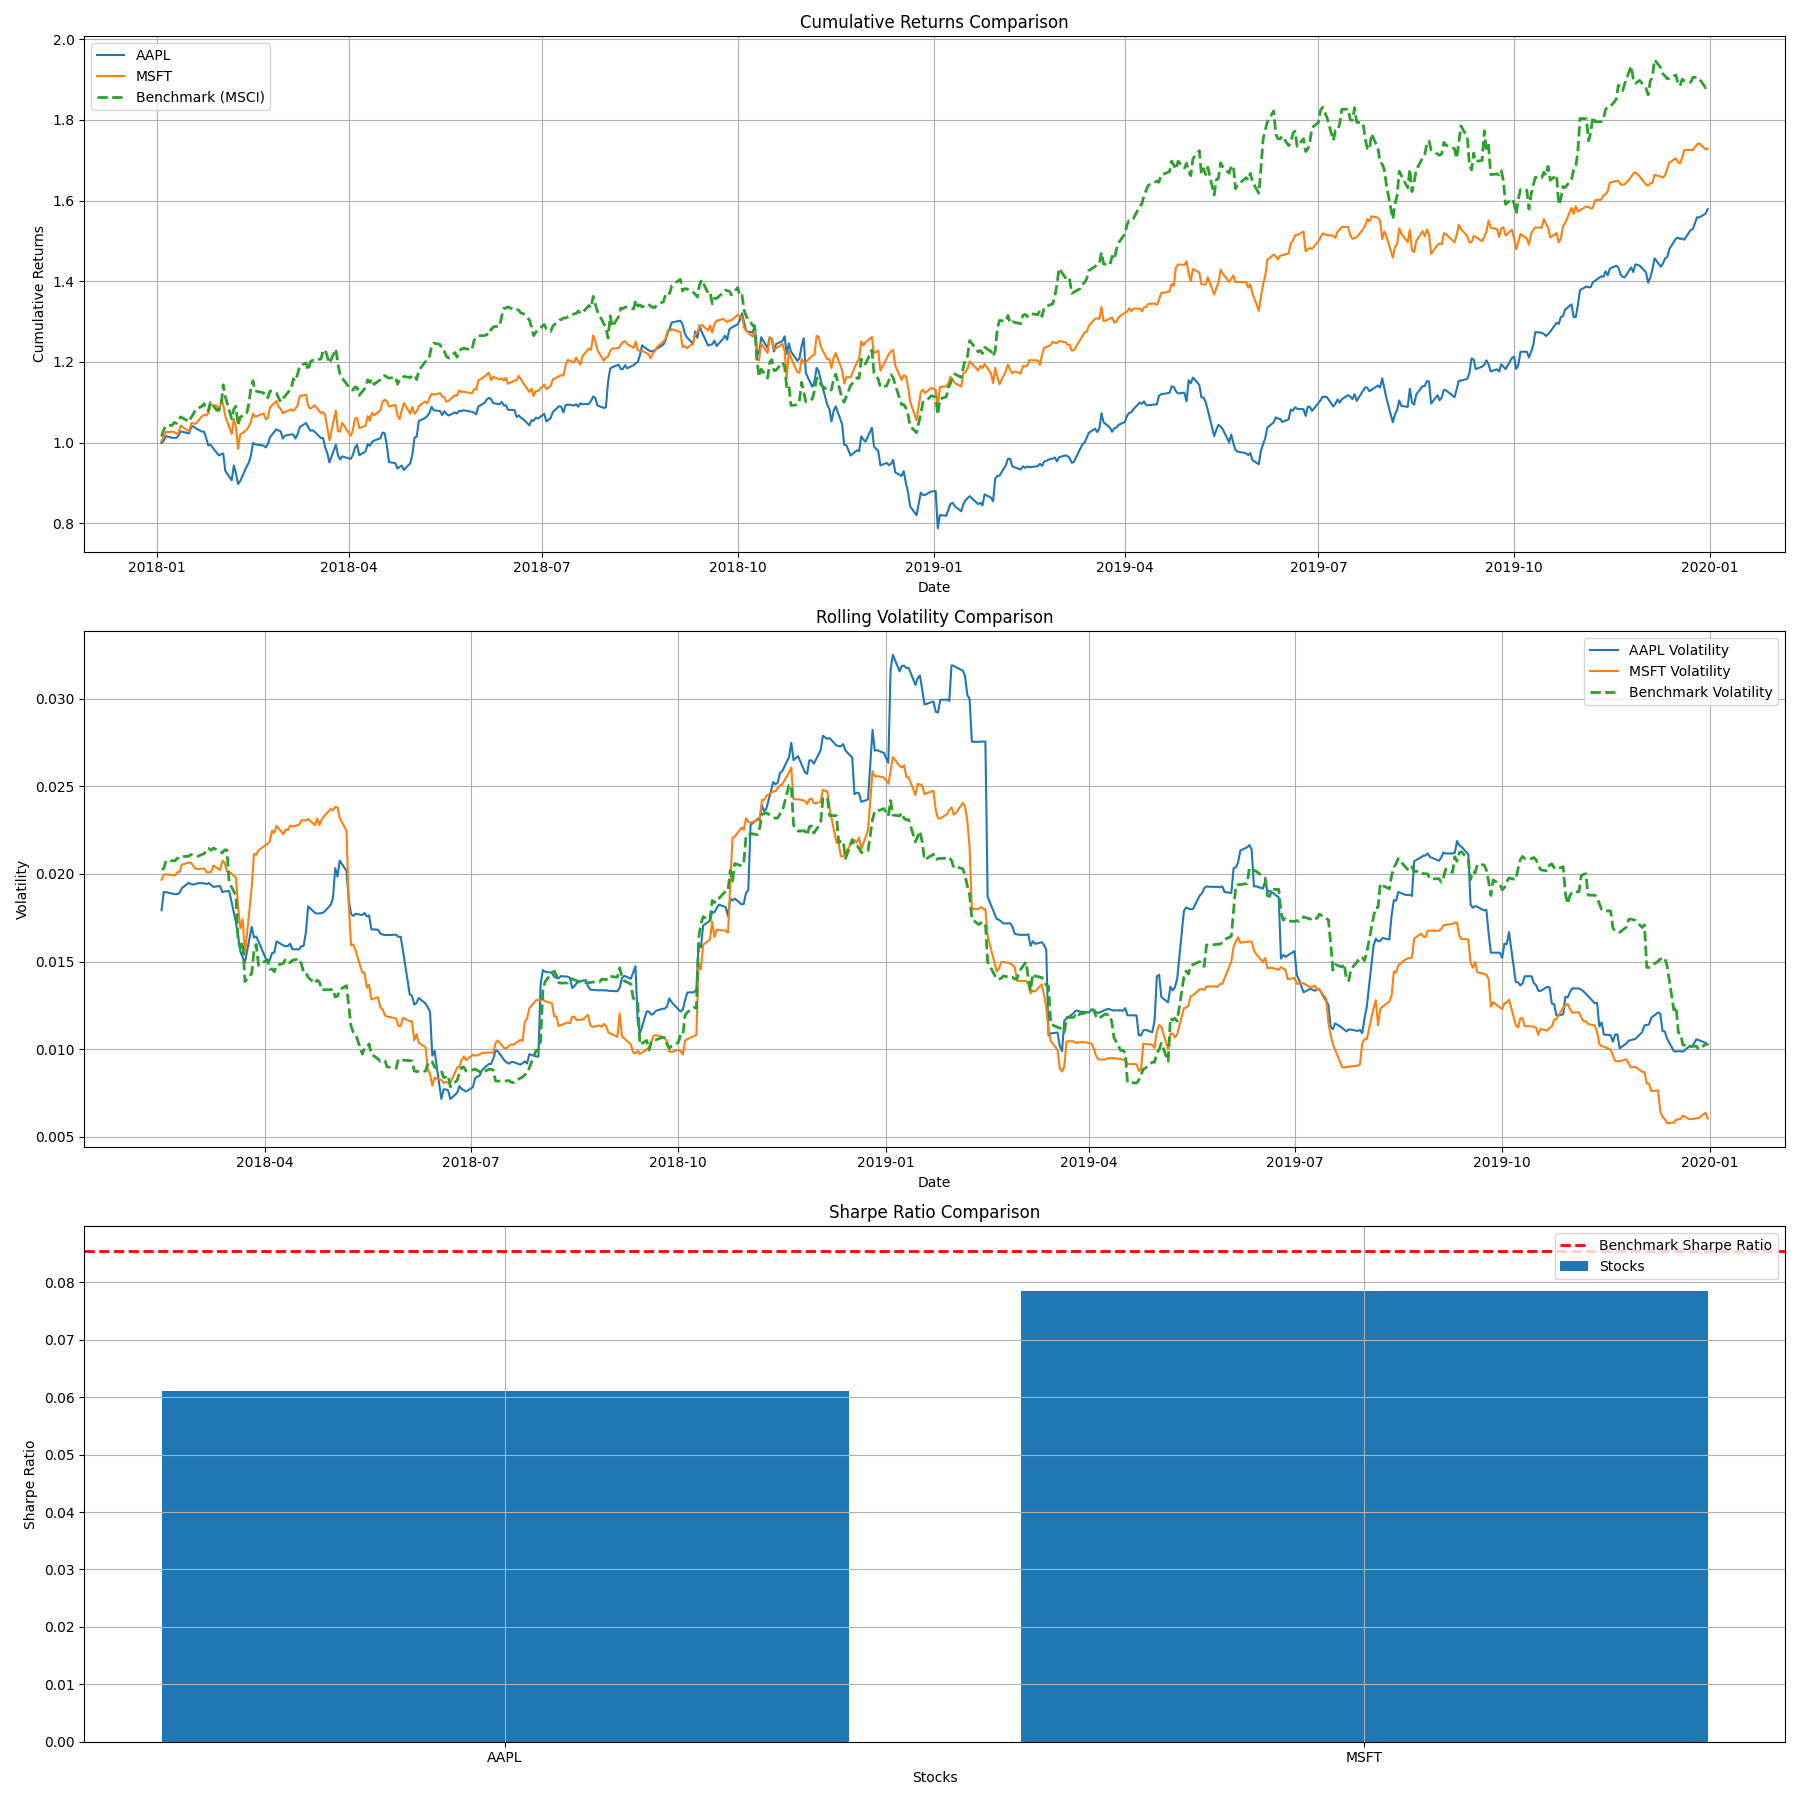 Cumulative Returns Comparison
AAPL
MSFT
Benchmark (MSCI)
Cumulative Returns
2.0
1.8
1.6
1.4
1.2
1.0
0.8
2018-01 2018-04 2018-07 2018-10 2019-01 2019-04 2019-07 2019-10 2020-01
Date
Rolling Volatility Comparison
AAPL Volatility
MSFT Volatility
Benchmark Volatility
Volatility
0.030
0.025
0.020
0.015
0.010
0.005
2018-04 2018-07 2018-10 2019-01 2019-04 2019-07 2019-10 2020-01
Date
Sharpe Ratio Comparison
Benchmark Sharpe Ratio
Stocks
Sharpe Ratio
0.08
0.07
0.06
0.05
0.04
0.03
0.02
0.01
0.00
AAPL MSFT
Stocks